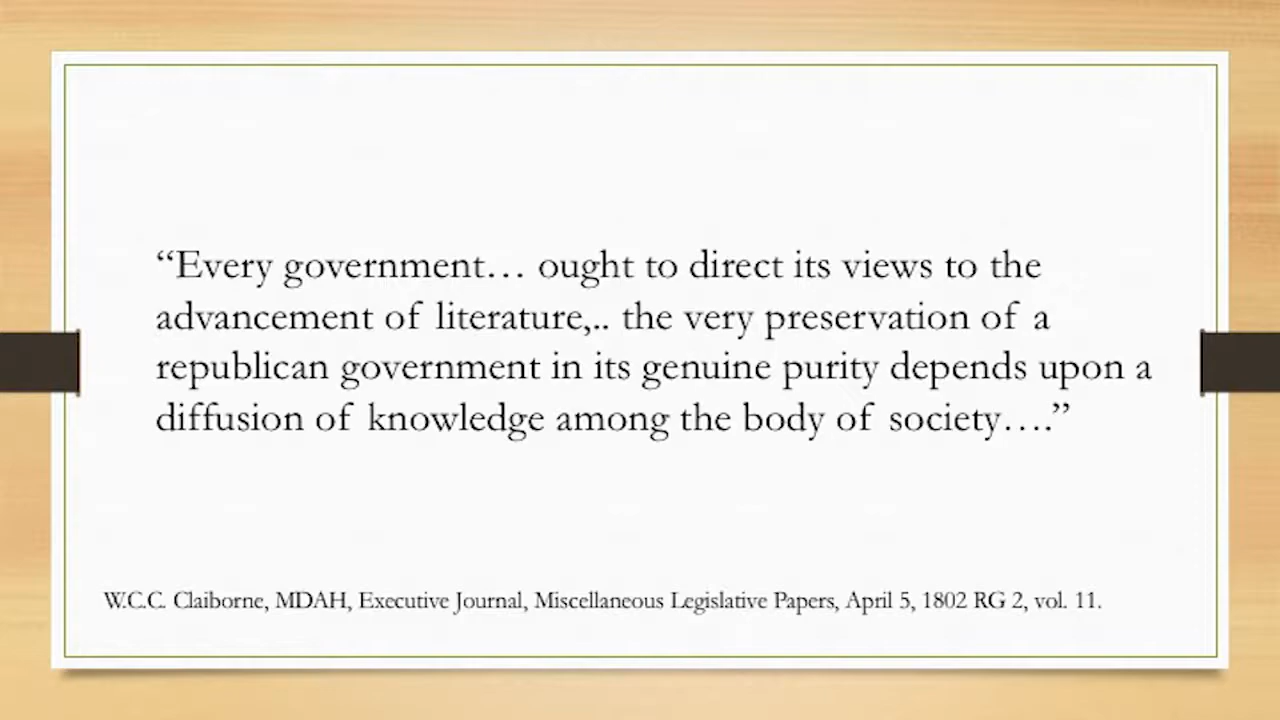 “Every government… ought to direct its views to the
advancement of literature,.. the very preservation of a
republican government in its genuine purity depends upon a
diffusion of knowledge among the body of society….”
W.C.C. Claiborne, MDAH, Executive Journal, Miscellaneous Legislative Papers, April 5, 1802 RG 2, vol. 11.